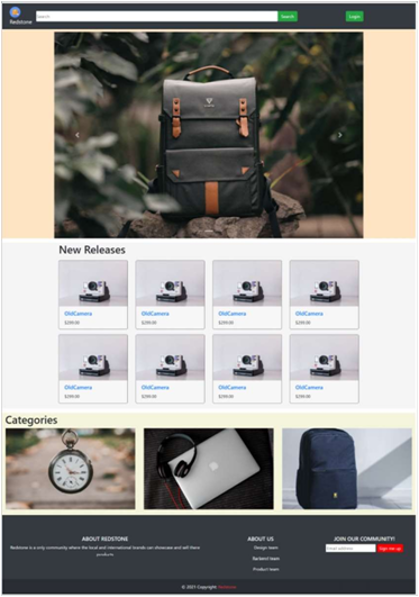 Redstone
Search
Search
Login
New Releases
OldCamera
$299.00
OldCamera
$299.00
OldCamera
$299.00
OldCamera
$299.00
OldCamera
$299.00
OldCamera
$299.00
OldCamera
$299.00
OldCamera
$299.00
Categories
ABOUT REDSTONE
Redstone is a only community where the local and international brands can showcase and sell there
products.
ABOUT US
Design team
Backend team
Product team
JOIN OUR COMMUNITY!
Email address
Sign me up
© 2021 Copyright: Redstone